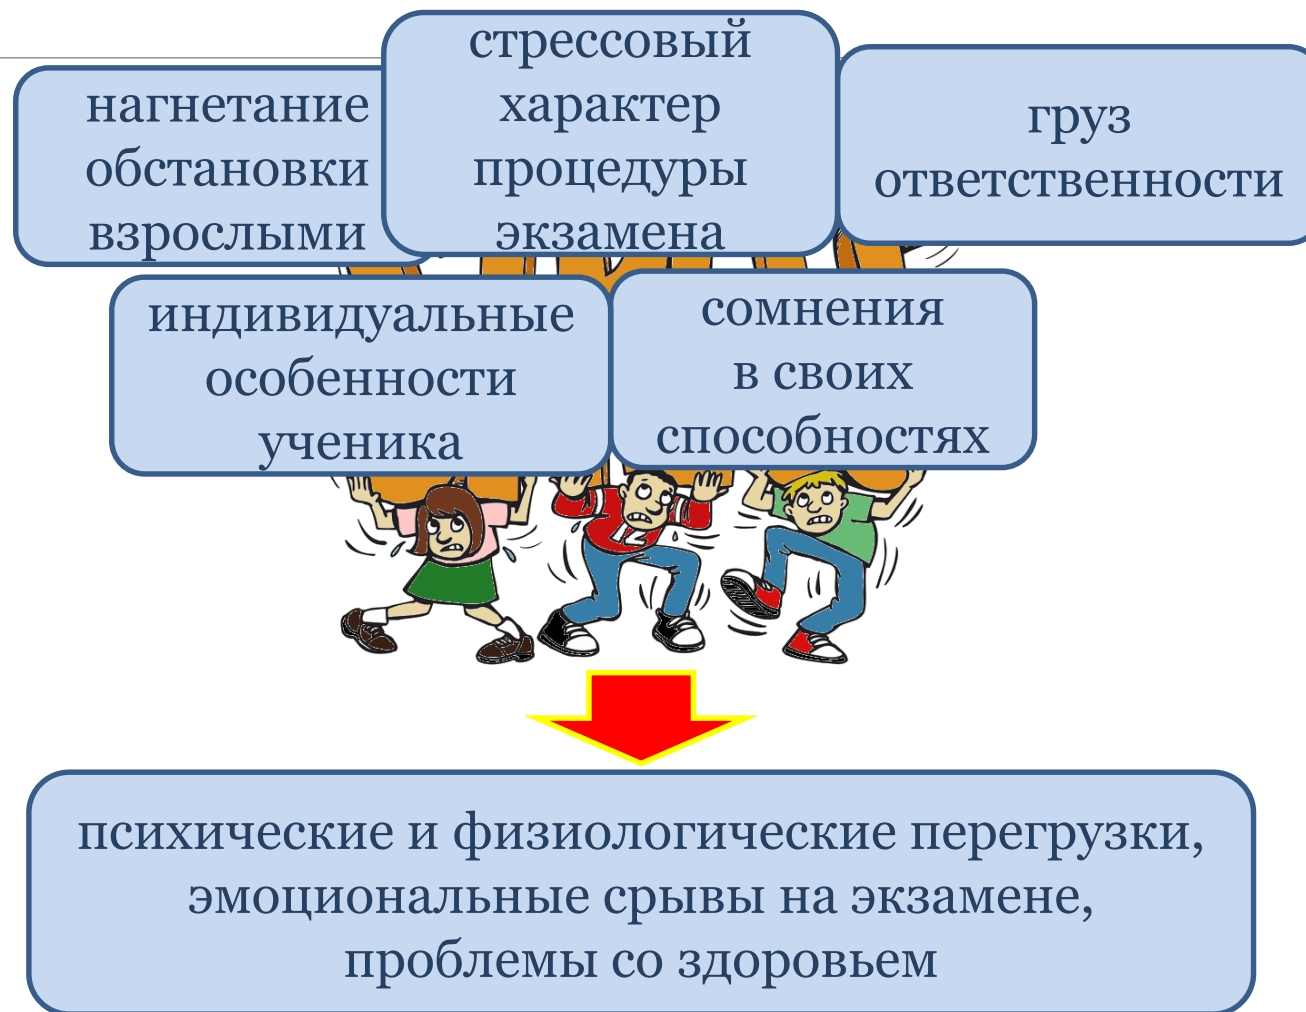 нагнетание
обстановки
взрослыми
стрессовый
характер
процедуры
экзамена
груз
ответственности
индивидуальные
особенности
ученика
сомнения
в своих
способностях
психические и физиологические перегрузки,
эмоциональные срывы на экзамене,
проблемы со здоровьем